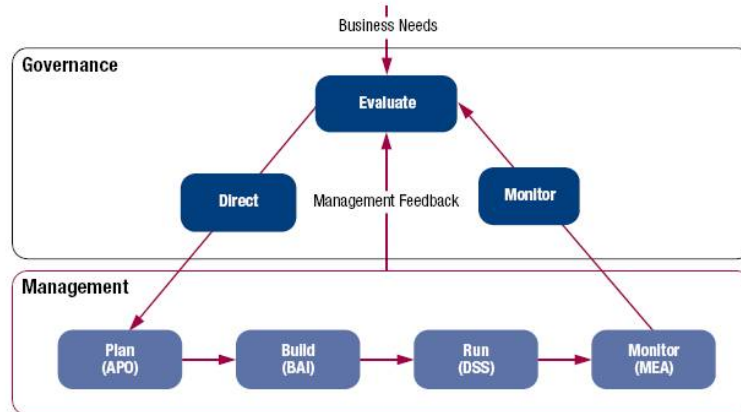 Business Needs
Governance
Evaluate
Direct
Management Feedback
Monitor
Management
Plan
(APO)
Build
(BAI)
Run
(DSS)
Monitor
(MEA)